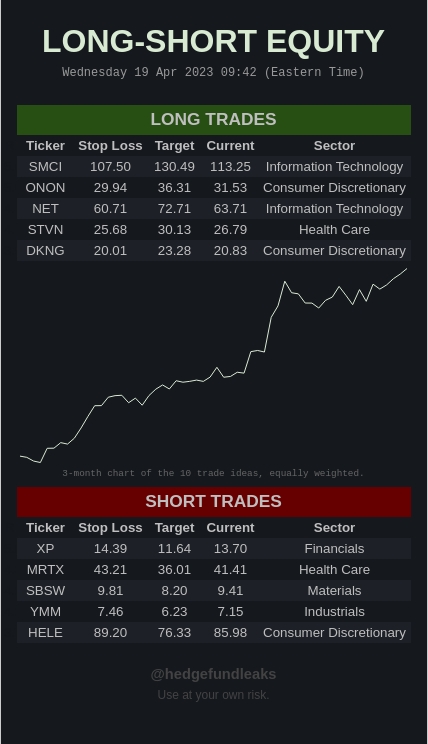 LONG-SHORT EQUITY
Wednesday 19 Apr 2023 09:42 (Eastern Time)
LONG TRADES
Ticker Stop Loss Target Current Sector
SMCI 107.50 130.49 113.25 Information Technology
ONON 29.94 36.31 31.53 Consumer Discretionary
NET 60.71 72.71 63.71 Information Technology
STVN 25.68 30.13 26.79 Health Care
DKNG 20.01 23.28 20.83 Consumer Discretionary
3-month chart of the 10 trade ideas, equally weighted.
SHORT TRADES
Ticker Stop Loss Target Current Sector
XP 14.39 11.64 13.70 Financials
MRTX 43.21 36.01 41.41 Health Care
SBSW 9.81 8.20 9.41 Materials
YMM 7.46 6.23 7.15 Industrials
HELE 89.20 76.33 85.98 Consumer Discretionary
@hedgefundleaks
Use at your own risk.